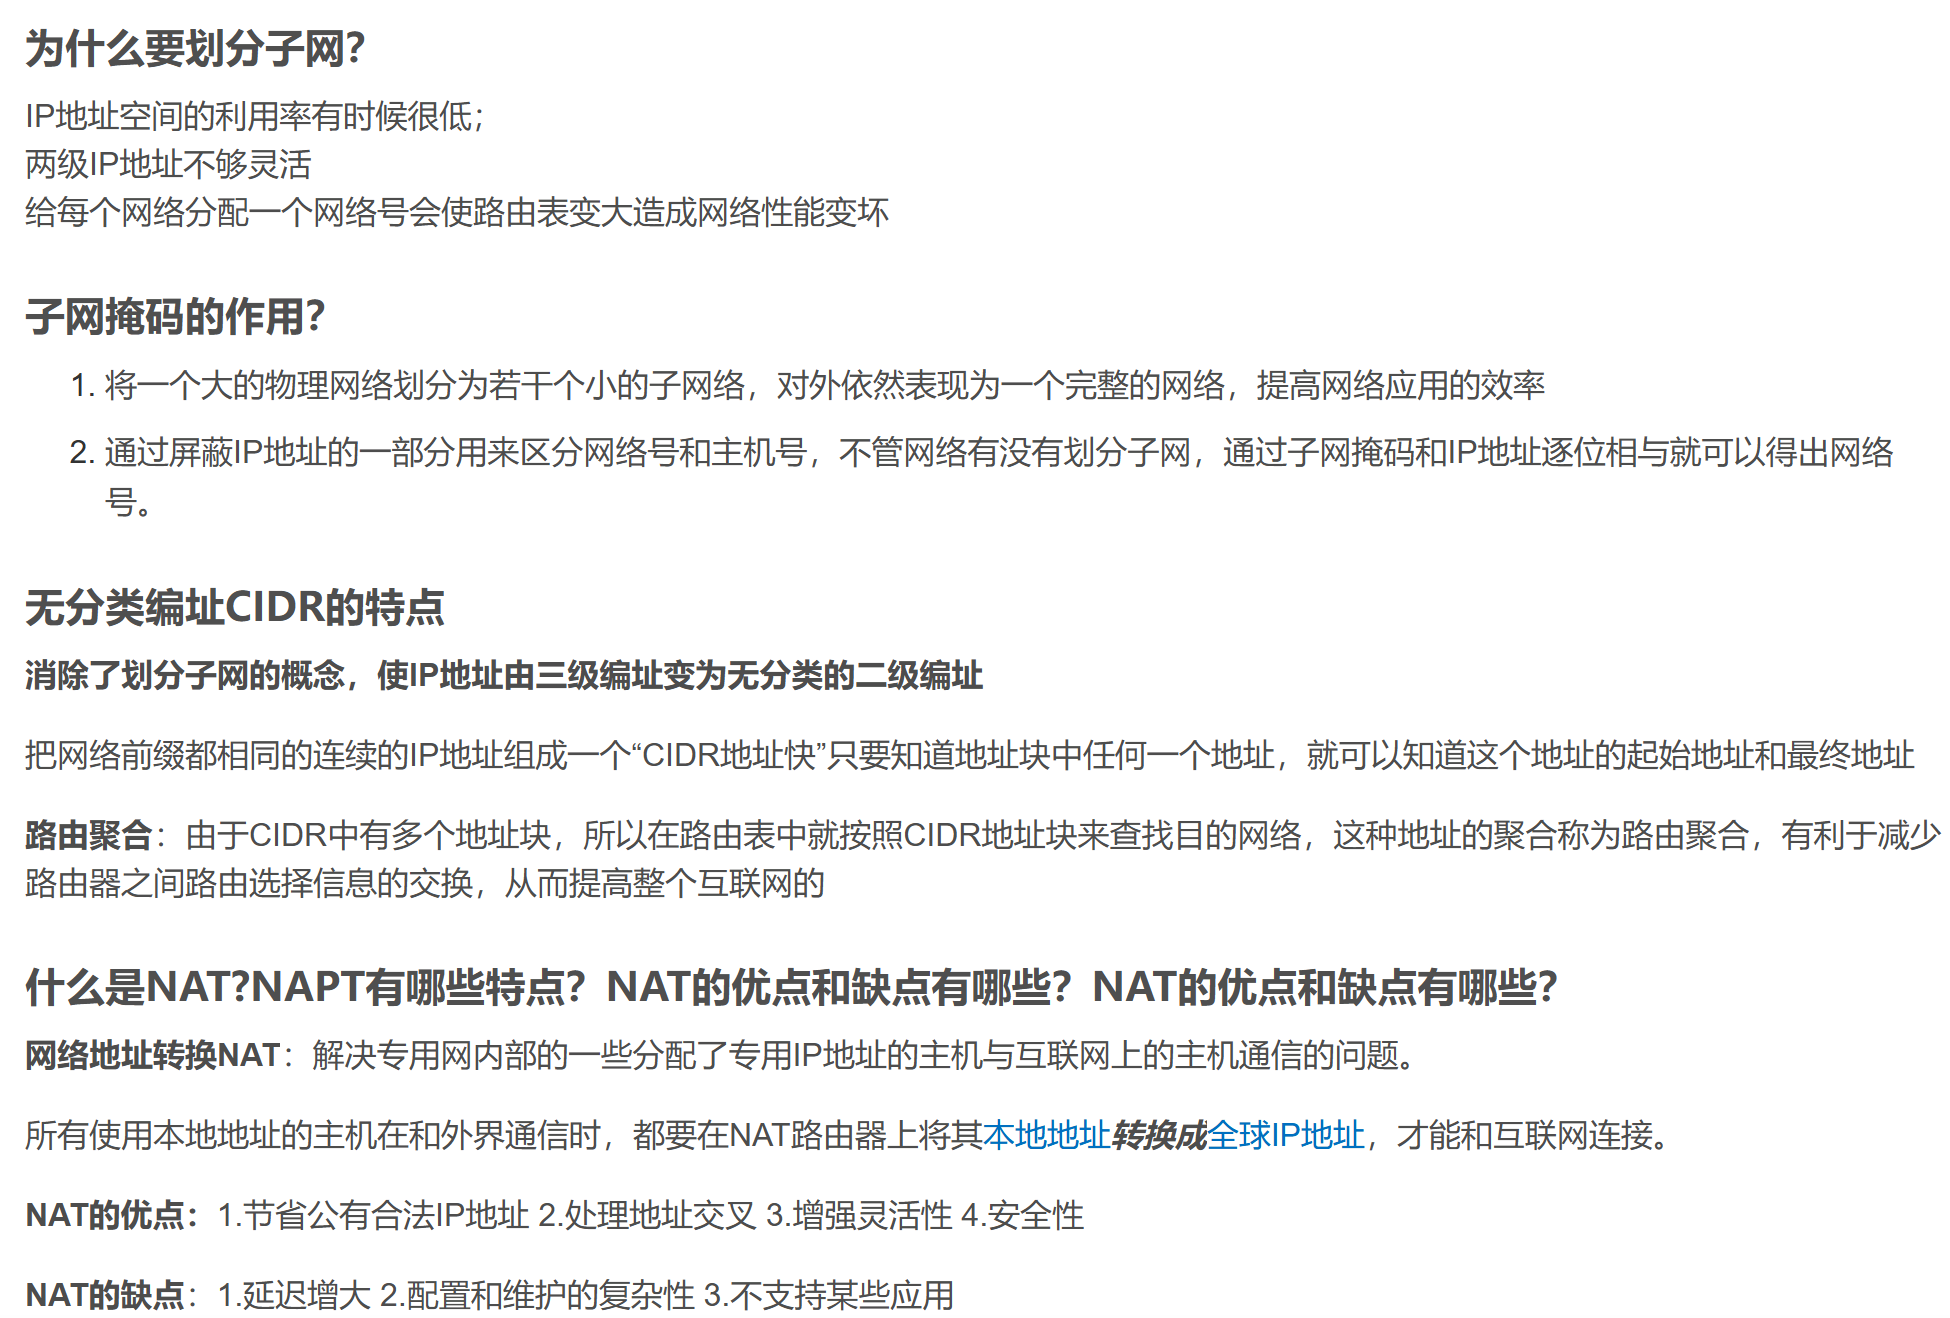 为什么要划分子网？
IP地址空间的利用率有时候很低；
两级IP地址不够灵活
给每个网络分配一个网络号会使路由表变大造成网络性能变坏
子网掩码的作用？
1. 将一个大的物理网络划分为若干个小的子网络，对外依然表现为一个完整的网络，提高网络应用的效率
2. 通过屏蔽IP地址的一部分用来区分网络号和主机号，不管网络有没有划分子网，通过子网掩码和IP地址逐位相与就可以得出网络
号。
无分类编址CIDR的特点
消除了划分子网的概念，使IP地址由三级编址变为无分类的二级编址
把网络前缀都相同的连续的IP地址组成一个“CIDR地址快”只要知道地址块中任何一个地址，就可以知道这个地址的起始地址和最终地址
路由聚合：由于CIDR中有多个地址块，所以在路由表中就按照CIDR地址块来查找目的网络，这种地址的聚合称为路由聚合，有利于减少
路由器之间路由选择信息的交换，从而提高整个互联网的
什么是NAT?NAPT有哪些特点？NAT的优点和缺点有哪些？NAT的优点和缺点有哪些？
网络地址转换NAT：解决专用网内部的一些分配了专用IP地址的主机与互联网上的主机通信的问题。
所有使用本地地址的主机在和外界通信时，都要在NAT路由器上将其本地地址转换成全球IP地址，才能和互联网连接。
NAT的优点：1.节省公有合法IP地址 2.处理地址交叉 3.增强灵活性 4.安全性
NAT的缺点：1.延迟增大 2.配置和维护的复杂性 3.不支持某些应用